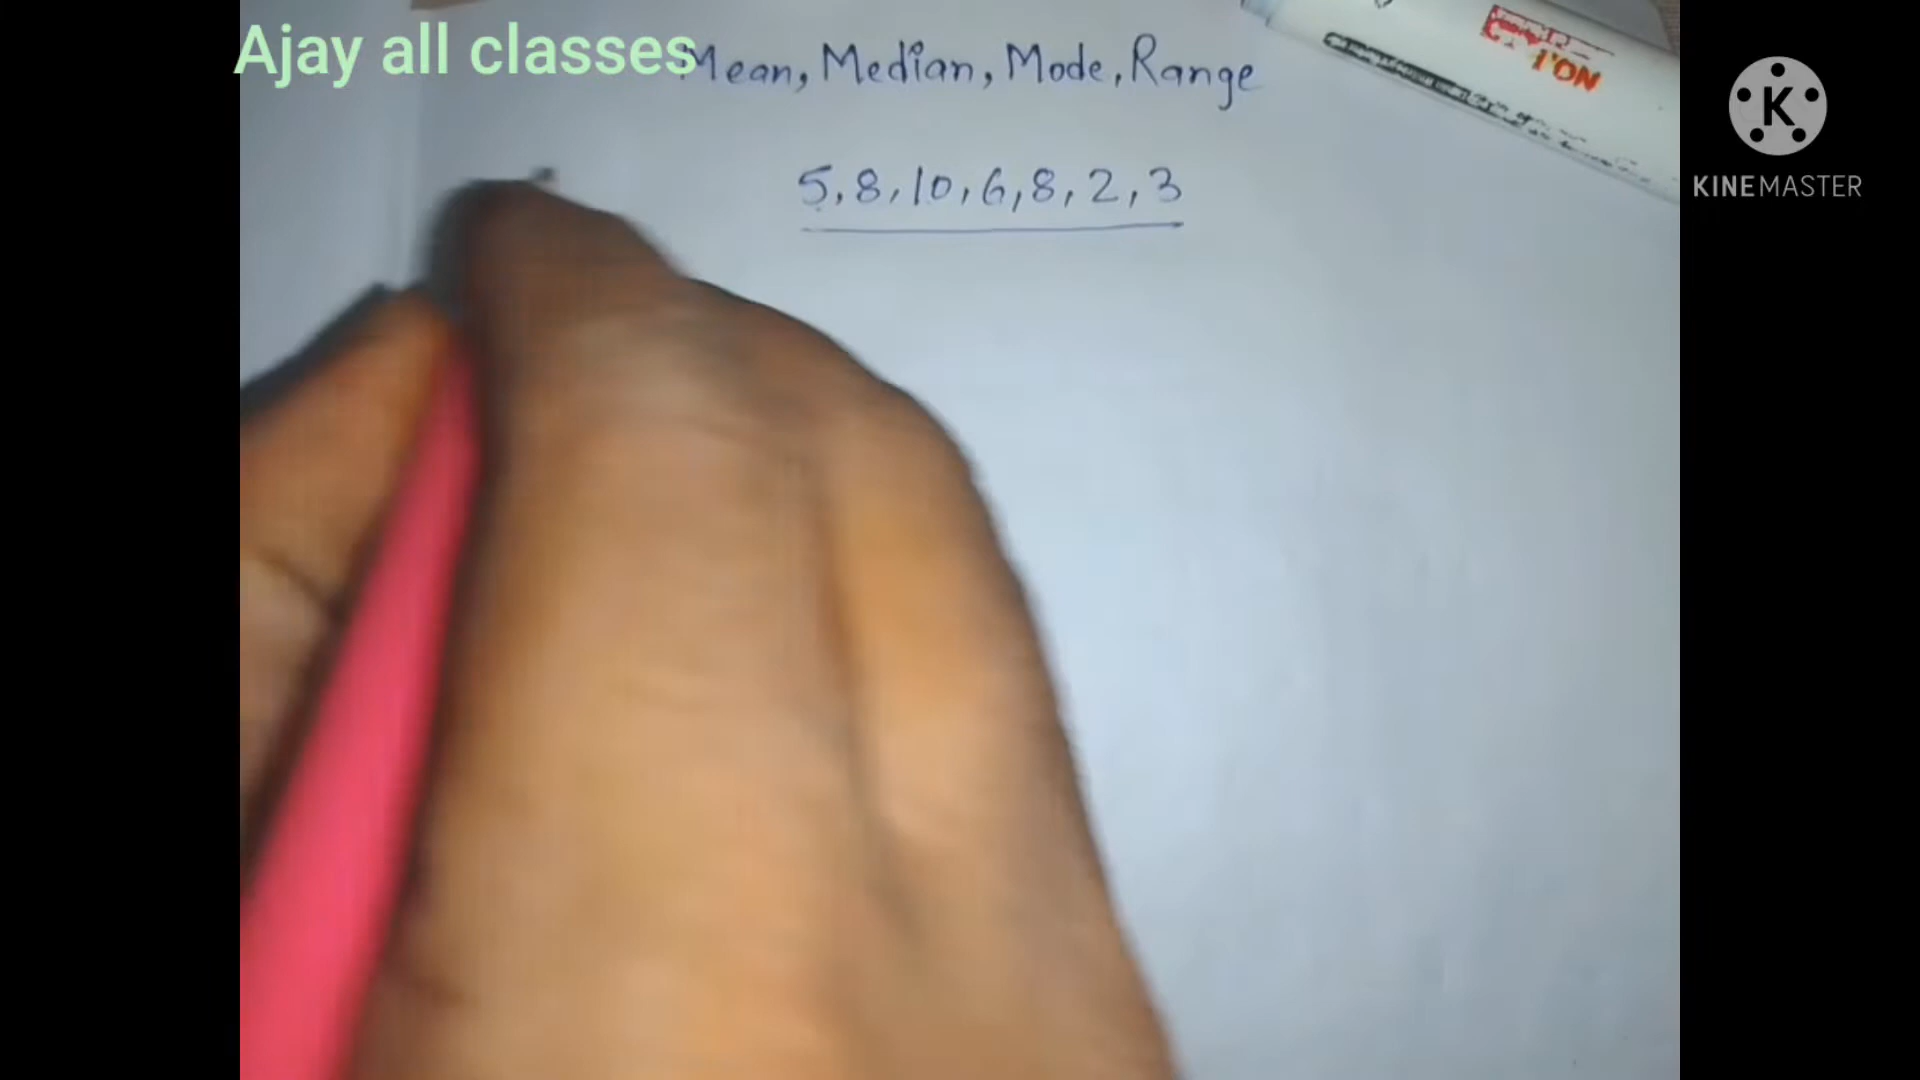 Ajay all classes
Mean, Median, Mode, Range
5, 8, 10, 6, 8, 2, 3
KINEMASTER